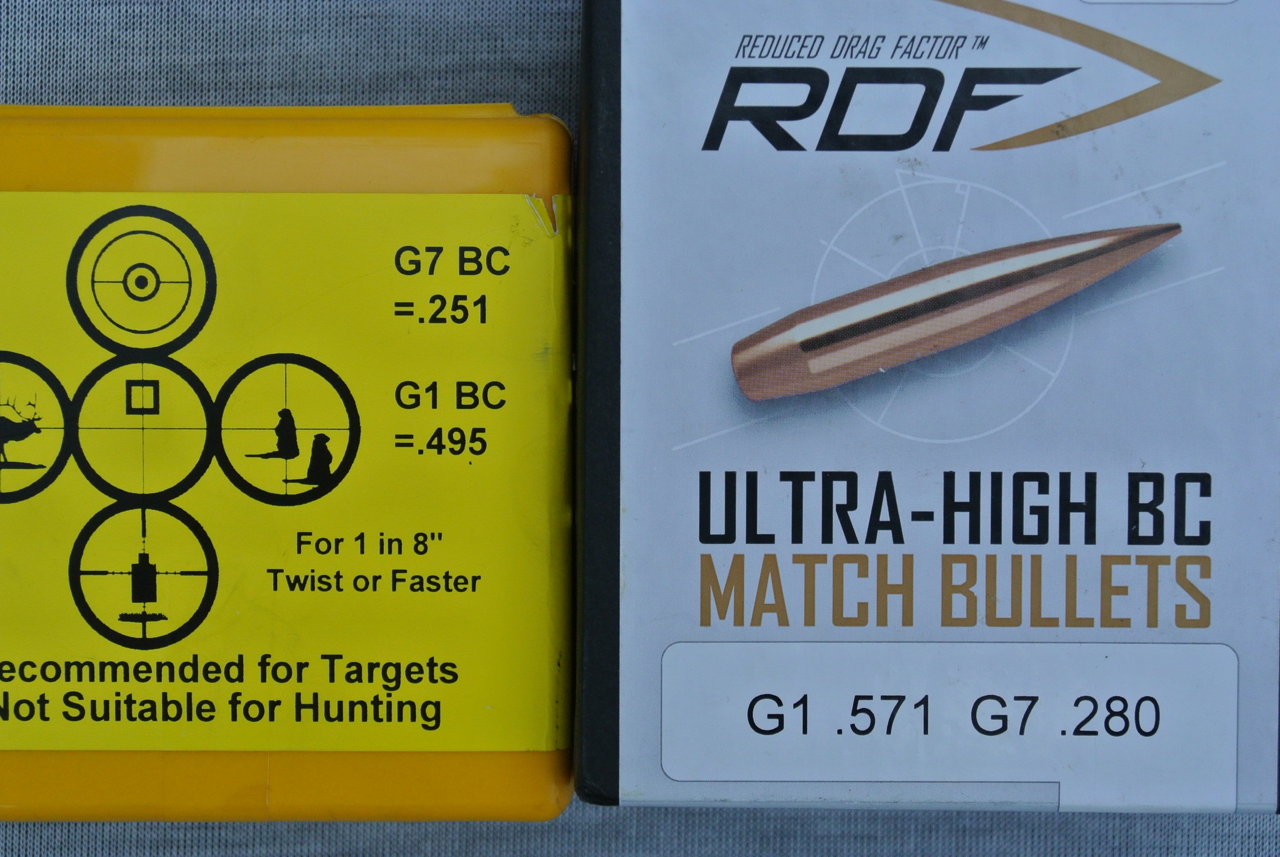 G7 BC
=.251
G1 BC
=.495
For 1 in 8"
Twist or Faster
ecommended for Targets
Not Suitable for Hunting
REDUCED DRAG FACTOR™
RDF
ULTRA-HIGH BC
MATCH BULLETS
G1 .571 G7 .280